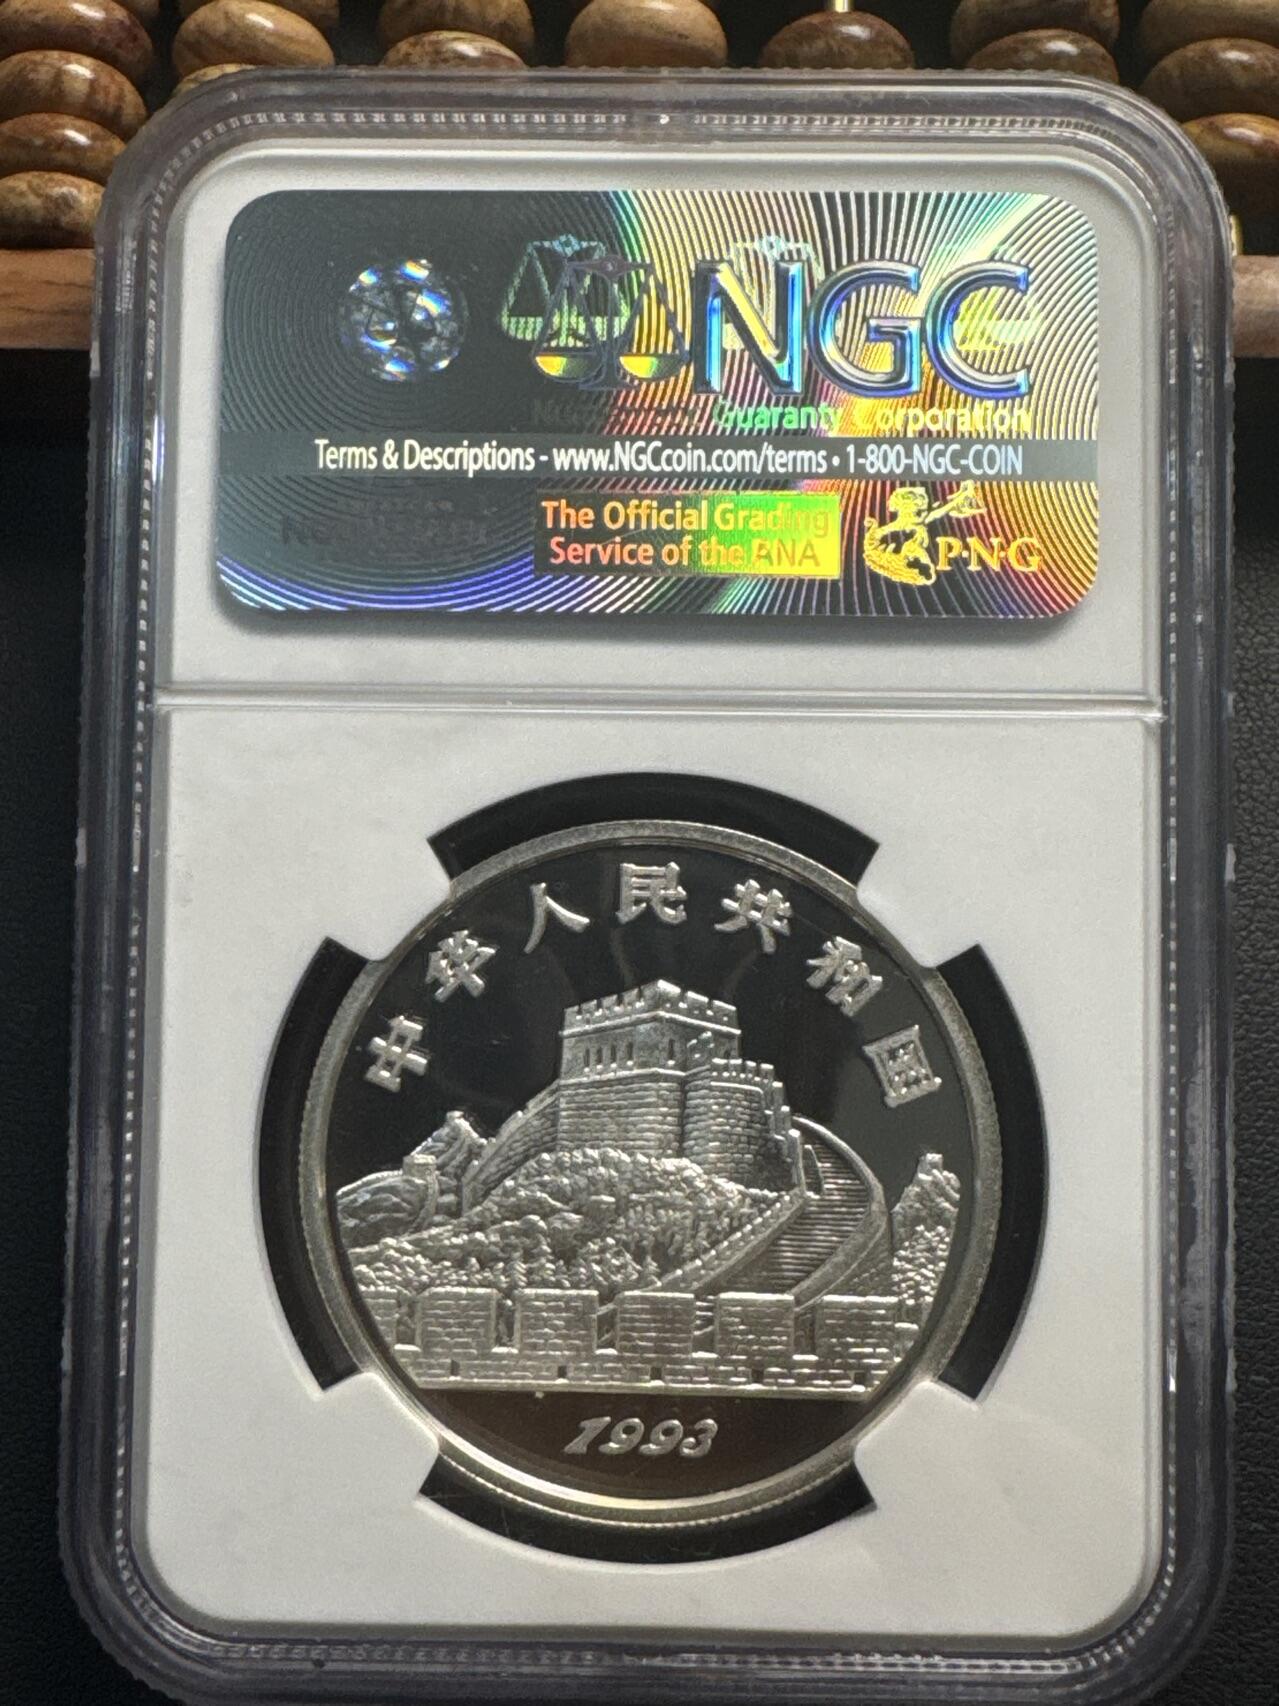 NGC
Numismatic Guaranty Corporation
Terms & Descriptions - www.NGCcoin.com/terms • 1-800-NGC-COIN
The Official Grading
Service of the ANA
P·N·G
中华人民共和国
1993